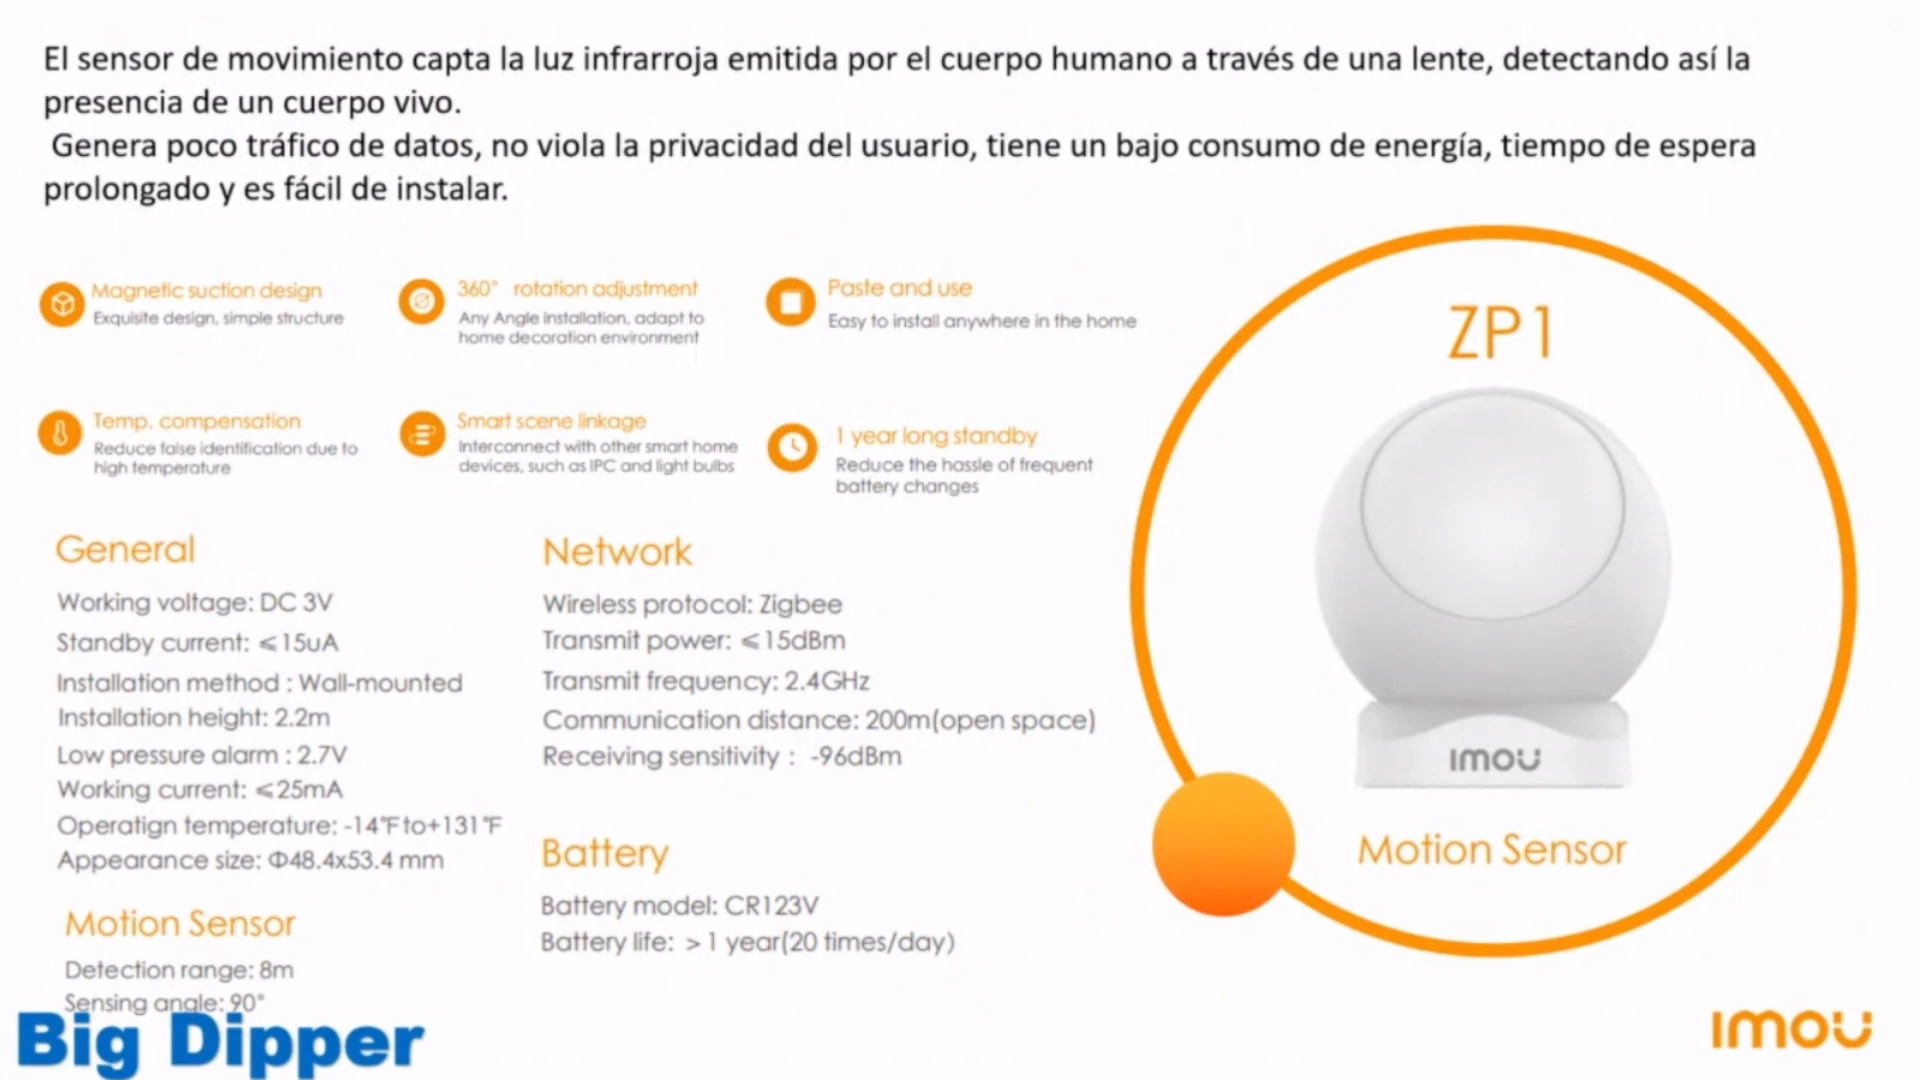 El sensor de movimiento capta la luz infrarroja emitida por el cuerpo humano a través de una lente, detectando así la
presencia de un cuerpo vivo.
Genera poco tráfico de datos, no viola la privacidad del usuario, tiene un bajo consumo de energía, tiempo de espera
prolongado y es fácil de instalar.
Magnetic suction design
Exquisite design, simple structure
360° rotation adjustment
Any Angle installation, adapt to
home decoration environment
Paste and use
Easy to install anywhere in the home
Temp. compensation
Reduce false identification due to
high temperature
Smart scene linkage
Interconnect with other smart home
devices, such as IPC and light bulbs
1 year long standby
Reduce the hassle of frequent
battery changes
General
Working voltage: DC 3V
Standby current: ⩽15uA
Installation method : Wall-mounted
Installation height: 2.2m
Low pressure alarm : 2.7V
Working current: ⩽25mA
Operatign temperature: -14℉to+131℉
Appearance size: Φ48.4x53.4 mm
Motion Sensor
Detection range: 8m
Sensing angle: 90°
Network
Wireless protocol: Zigbee
Transmit power: ⩽15dBm
Transmit frequency: 2.4GHz
Communication distance: 200m(open space)
Receiving sensitivity : -96dBm
Battery
Battery model: CR123V
Battery life: >1 year(20 times/day)
ZP1
imou
Motion Sensor
Big Dipper
imou